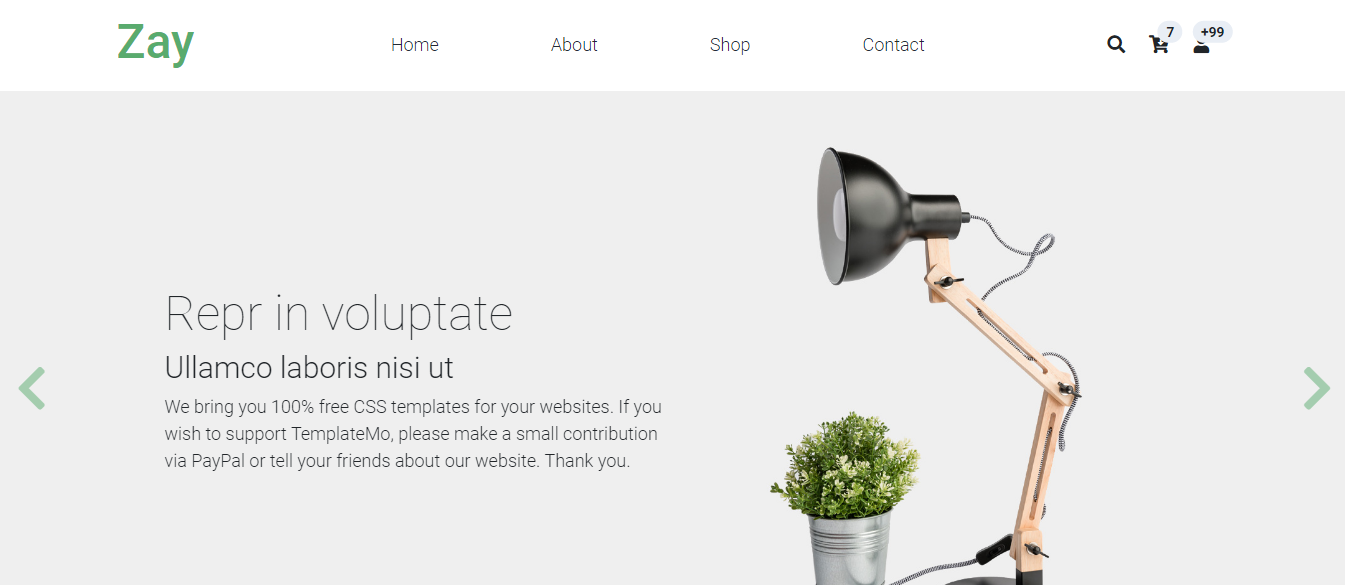 Zay
Home
About
Shop
Contact
7
+99
Repr in voluptate
Ullamco laboris nisi ut
We bring you 100% free CSS templates for your websites. If you
wish to support TemplateMo, please make a small contribution
via PayPal or tell your friends about our website. Thank you.